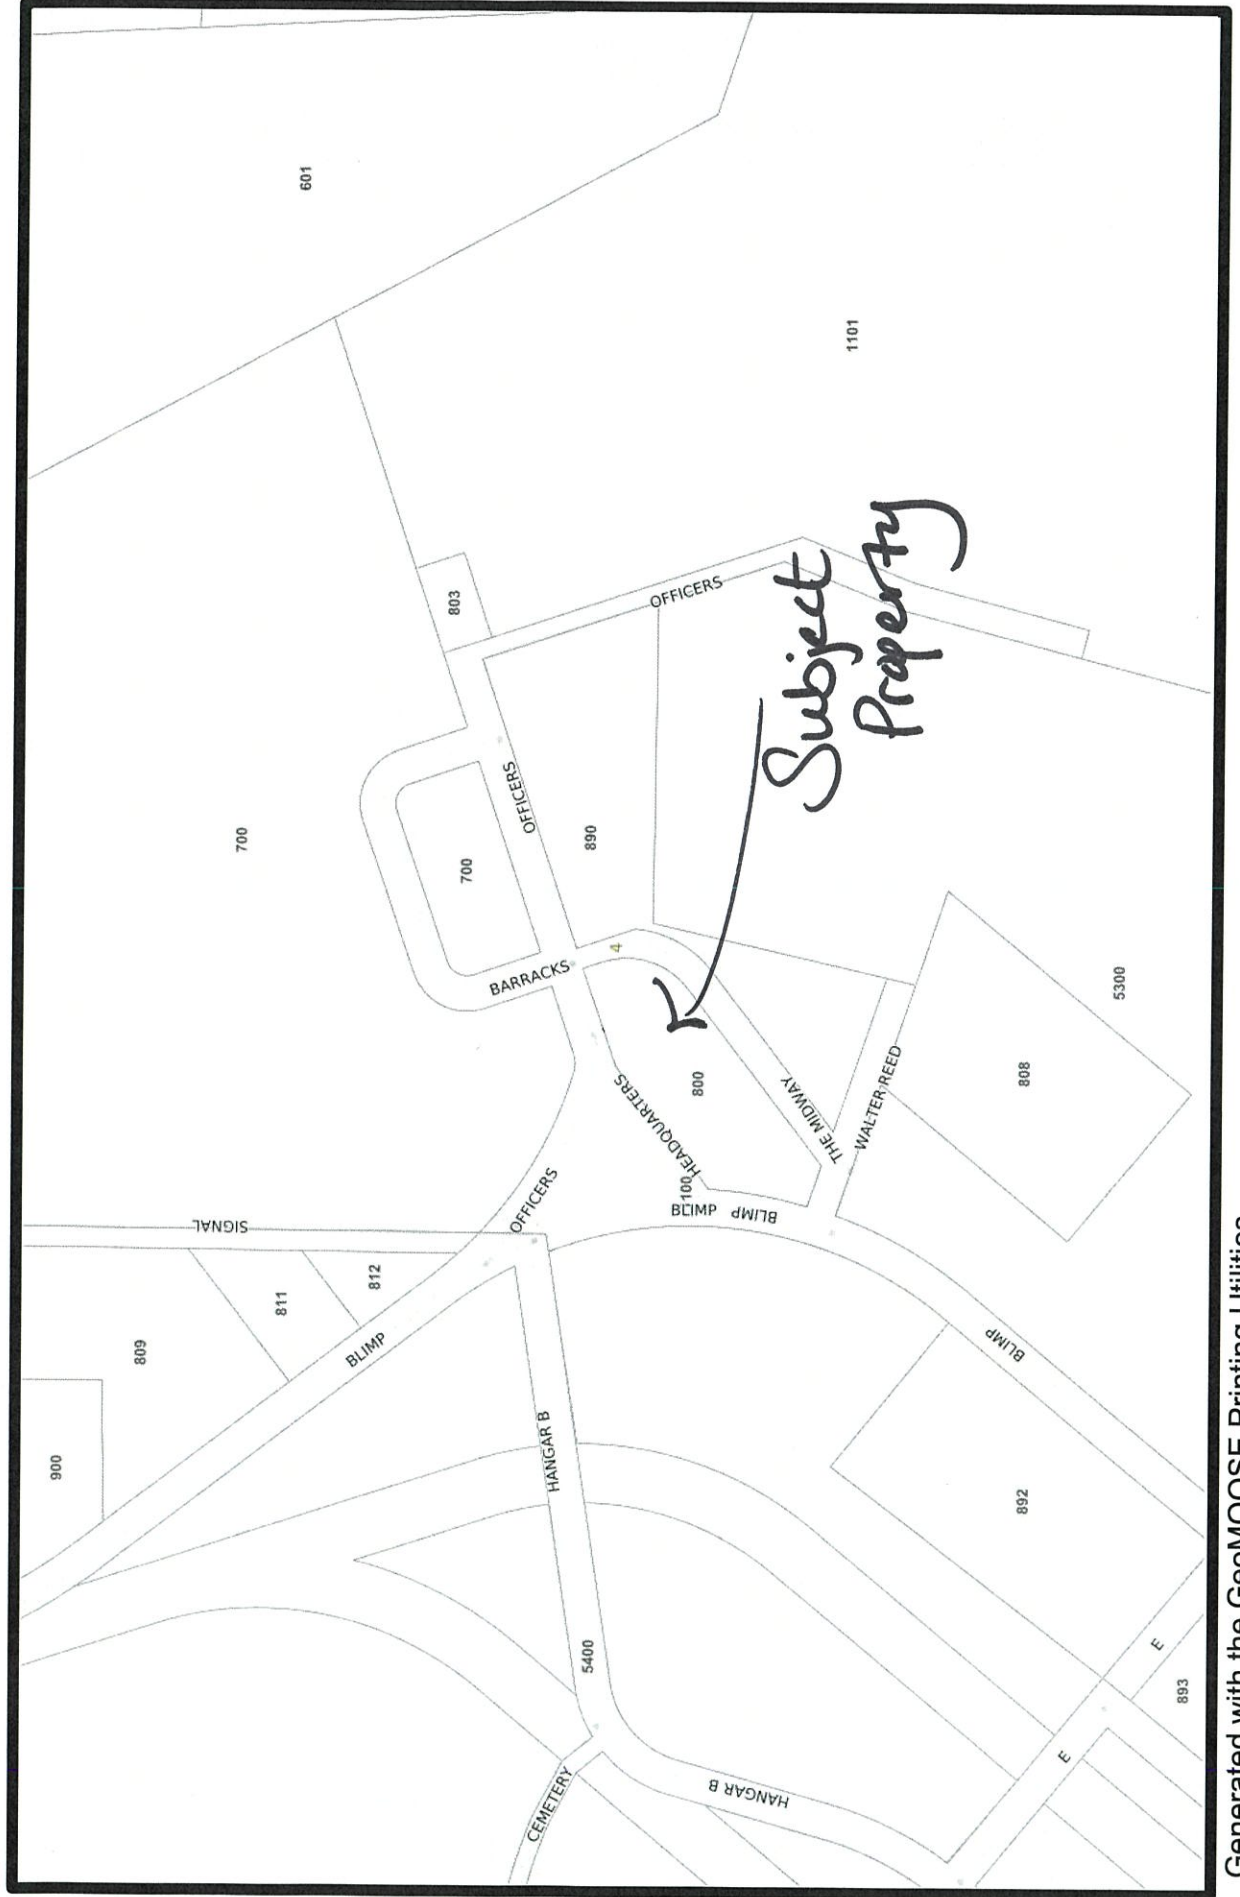 601
1101
803
OFFICERS
700
OFFICERS
700
890
Subject
Property
4
BARRACKS
5300
800
808
HEADQUARTERS
THE MIDWAY
WALTER REED
100
BLIMP
BLIMP
OFFICERS
SIGNAL
812
811
809
BLIMP
BLIMP
900
HANGAR B
892
5400
E
893
E
HANGAR B
CEMETERY
Generated with the GeoMOOSE Printing Utilities